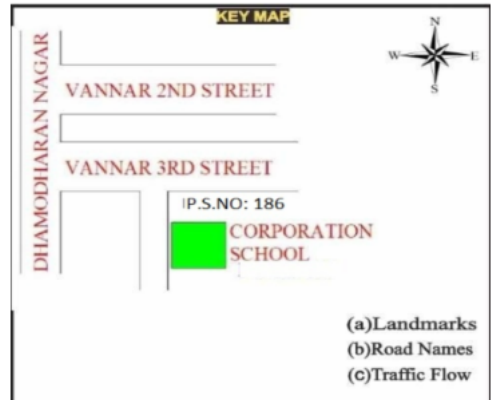 KEY MAP
N
W E
S
DHAMODHARAN NAGAR
VANNAR 2ND STREET
VANNAR 3RD STREET
P.S.NO: 186
CORPORATION
SCHOOL
(a)Landmarks
(b)Road Names
(c)Traffic Flow